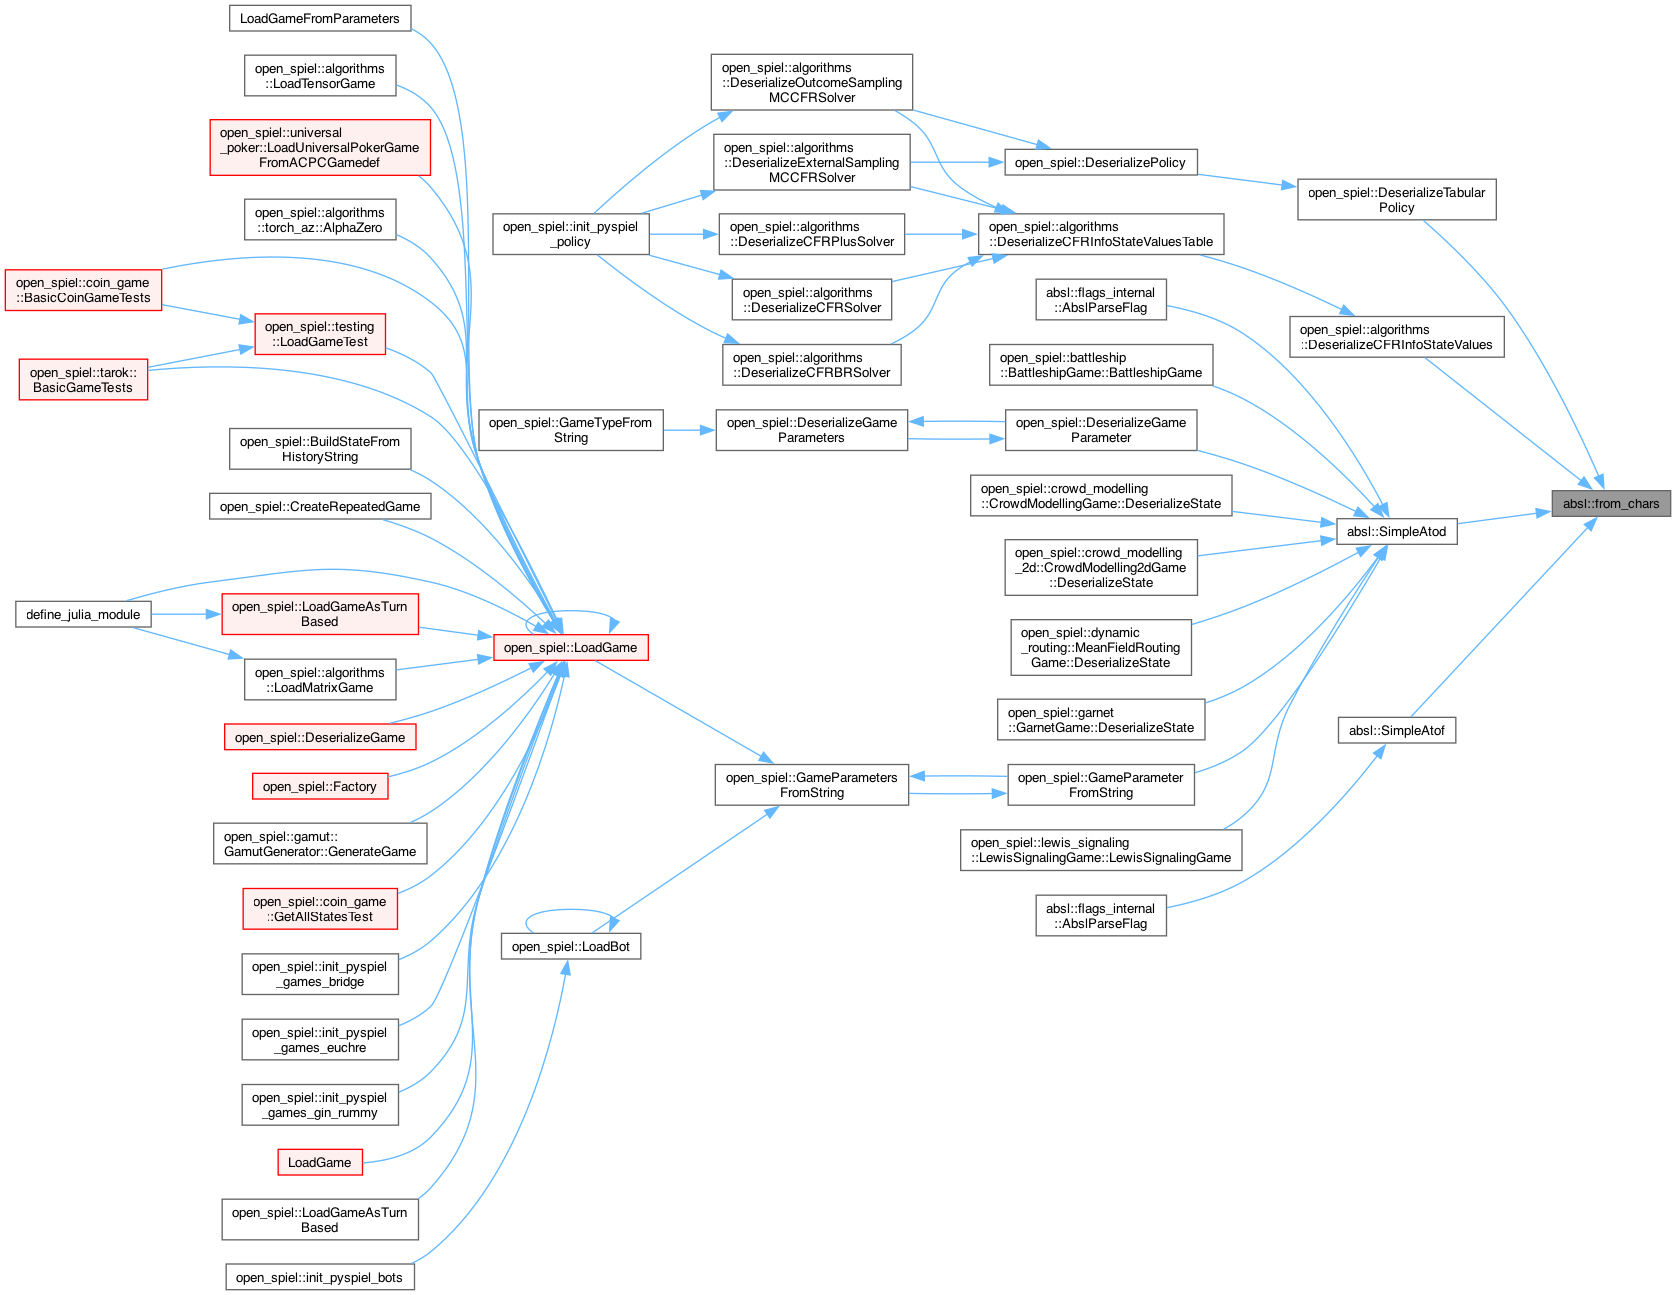 LoadGameFromParameters
open_spiel::algorithms
::LoadTensorGame
open_spiel::universal
_poker::LoadUniversalPokerGame
FromACPCGamedef
open_spiel::algorithms
::torch_az::AlphaZero
open_spiel::coin_game
::BasicCoinGameTests
open_spiel::testing
::LoadGameTest
open_spiel::tarok::
BasicGameTests
open_spiel::BuildStateFrom
HistoryString
open_spiel::CreateRepeatedGame
define_julia_module
open_spiel::LoadGameAsTurn
Based
open_spiel::algorithms
::LoadMatrixGame
open_spiel::DeserializeGame
open_spiel::Factory
open_spiel::gamut::
GamutGenerator::GenerateGame
open_spiel::coin_game
::GetAllStatesTest
open_spiel::init_pyspiel
_games_bridge
open_spiel::init_pyspiel
_games_euchre
open_spiel::init_pyspiel
_games_gin_rummy
LoadGame
open_spiel::LoadGameAsTurn
Based
open_spiel::init_pyspiel_bots
open_spiel::init_pyspiel
_policy
open_spiel::GameTypeFrom
String
open_spiel::LoadGame
open_spiel::LoadBot
open_spiel::algorithms
::DeserializeOutcomeSampling
MCCFRSolver
open_spiel::algorithms
::DeserializeExternalSampling
MCCFRSolver
open_spiel::algorithms
::DeserializeCFRPlusSolver
open_spiel::algorithms
::DeserializeCFRSolver
open_spiel::algorithms
::DeserializeCFRBRSolver
open_spiel::DeserializeGame
Parameters
open_spiel::GameParameters
FromString
open_spiel::DeserializePolicy
open_spiel::algorithms
::DeserializeCFRInfoStateValuesTable
absl::flags_internal
::AbslParseFlag
open_spiel::battleship
::BattleshipGame::BattleshipGame
open_spiel::DeserializeGame
Parameter
open_spiel::crowd_modelling
::CrowdModellingGame::DeserializeState
open_spiel::crowd_modelling
_2d::CrowdModelling2dGame
::DeserializeState
open_spiel::dynamic
_routing::MeanFieldRouting
Game::DeserializeState
open_spiel::garnet
::GarnetGame::DeserializeState
open_spiel::GameParameter
FromString
open_spiel::lewis_signaling
::LewisSignalingGame::LewisSignalingGame
absl::flags_internal
::AbslParseFlag
open_spiel::DeserializeTabular
Policy
open_spiel::algorithms
::DeserializeCFRInfoStateValues
absl::SimpleAtod
absl::SimpleAtof
absl::from_chars